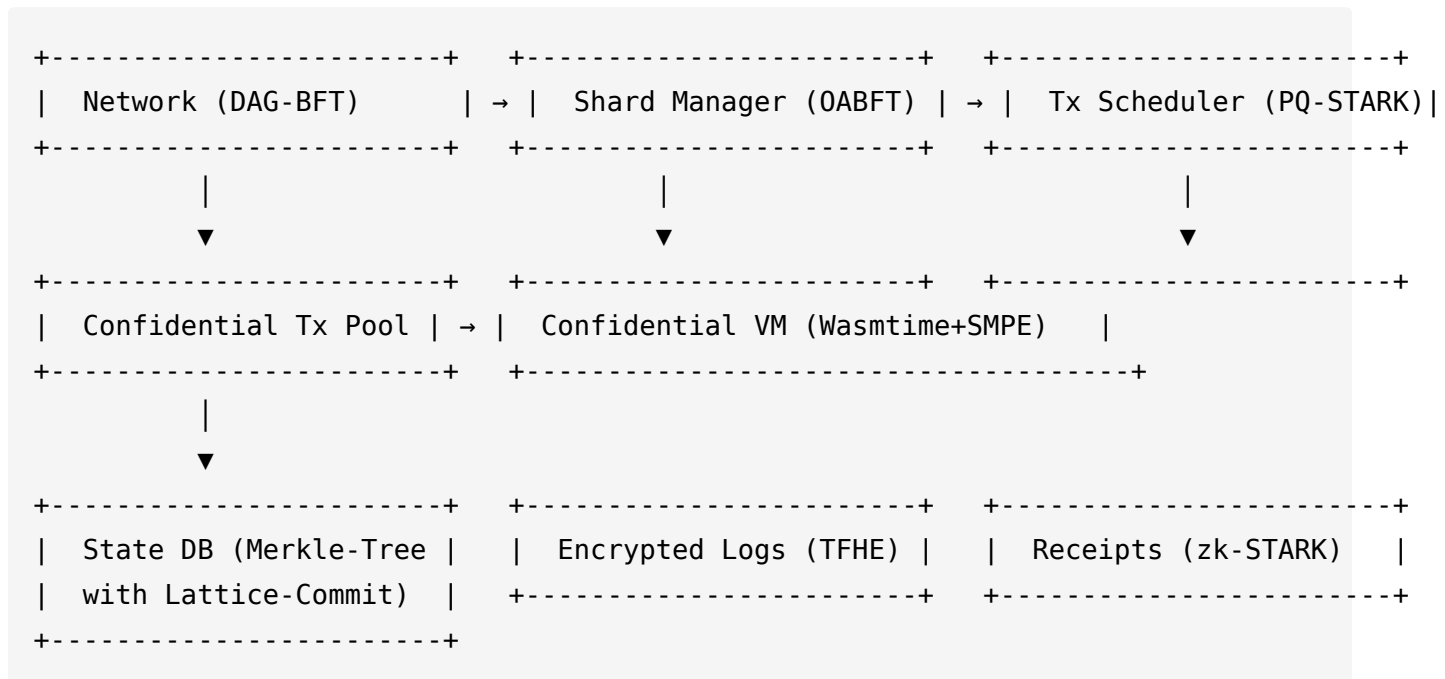 +------------------------+   +------------------------+   +------------------------+
|  Network (DAG-BFT)      | → |  Shard Manager (OABFT) | → |  Tx Scheduler (PQ-STARK)|
+------------------------+   +------------------------+   +------------------------+
          |                           |                               |
          ▼                           ▼                               ▼
+------------------------+   +------------------------+   +------------------------+
|  Confidential Tx Pool | → |  Confidential VM (Wasmtime+SMPE)   |
+------------------------+   +-------------------------------------+
          |
          ▼
+------------------------+   +------------------------+   +------------------------+
|  State DB (Merkle-Tree |   |  Encrypted Logs (TFHE) |   |  Receipts (zk-STARK)   |
|  with Lattice-Commit)  |   +------------------------+   +------------------------+
+------------------------+